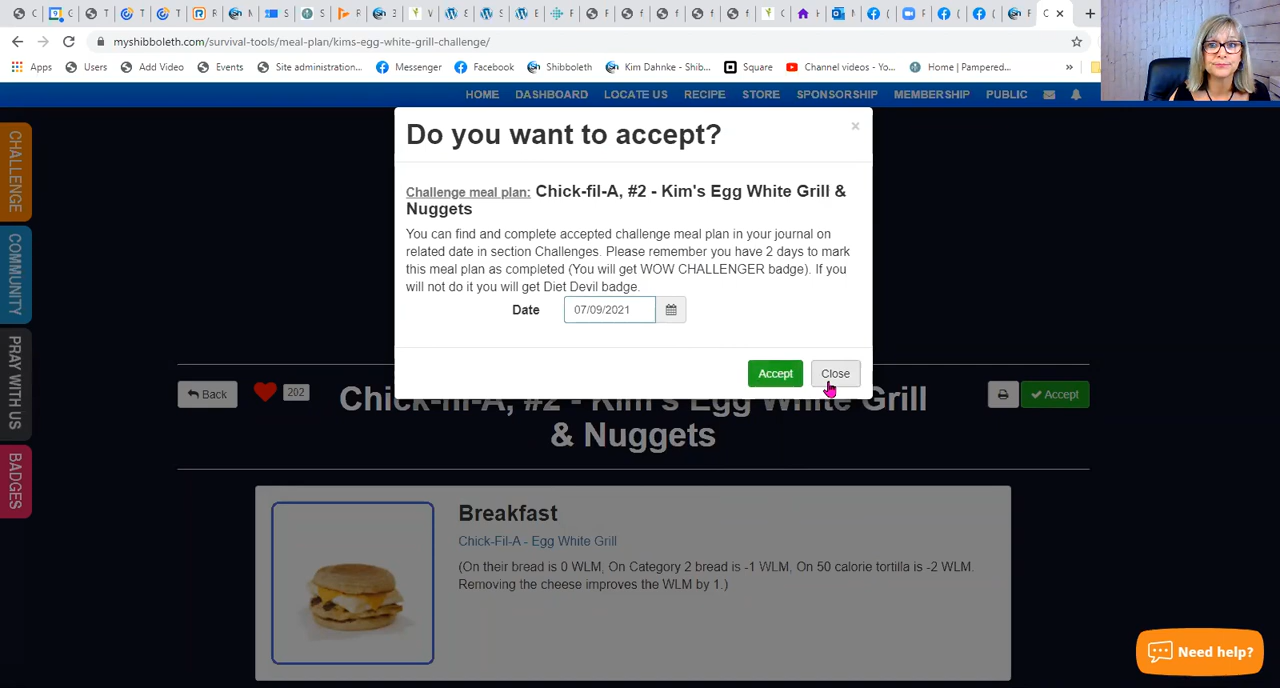 myshibboleth.com/survival-tools/meal-plan/kims-egg-white-grill-challenge/
Apps Users Add Video Events Site administration... Messenger Facebook Shibboleth Kim Dahnke - Shib... Square Channel videos - Yo... Home | Pampered... »
HOME DASHBOARD LOCATE US RECIPE STORE SPONSORSHIP MEMBERSHIP PUBLIC
CHALLENGE
COMMUNITY
PRAY WITH US
BADGES
Do you want to accept? ×
Challenge meal plan: Chick-fil-A, #2 - Kim's Egg White Grill &
Nuggets
You can find and complete accepted challenge meal plan in your journal on
related date in section Challenges. Please remember you have 2 days to mark
this meal plan as completed (You will get WOW CHALLENGER badge). If you
will not do it you will get Diet Devil badge.
Date 07/09/2021
Accept Close
Back 202 Chick-fil-A, #2 - Kim's Egg White Grill Accept
& Nuggets
Breakfast
Chick-Fil-A - Egg White Grill
(On their bread is 0 WLM, On Category 2 bread is -1 WLM, On 50 calorie tortilla is -2 WLM.
Removing the cheese improves the WLM by 1.)
Need help?